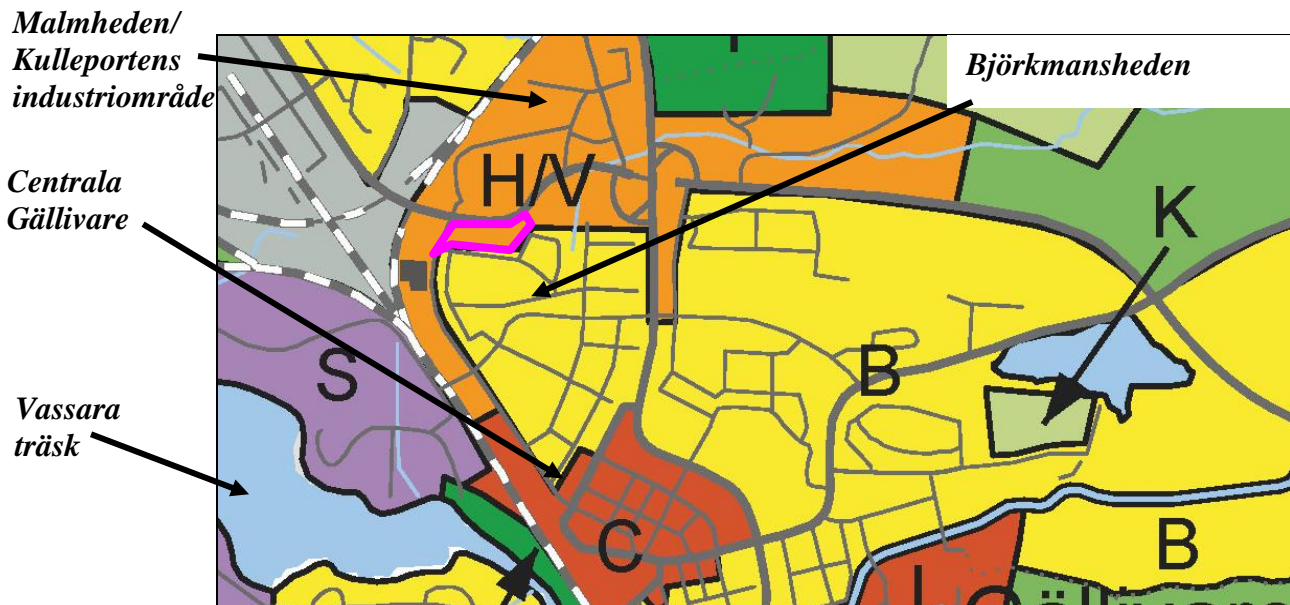 Malmheden/
Kulleportens
industriområde
Björkmansheden
Centrala
Gällivare
H/V
K
S
B
Vassara
träsk
C
B